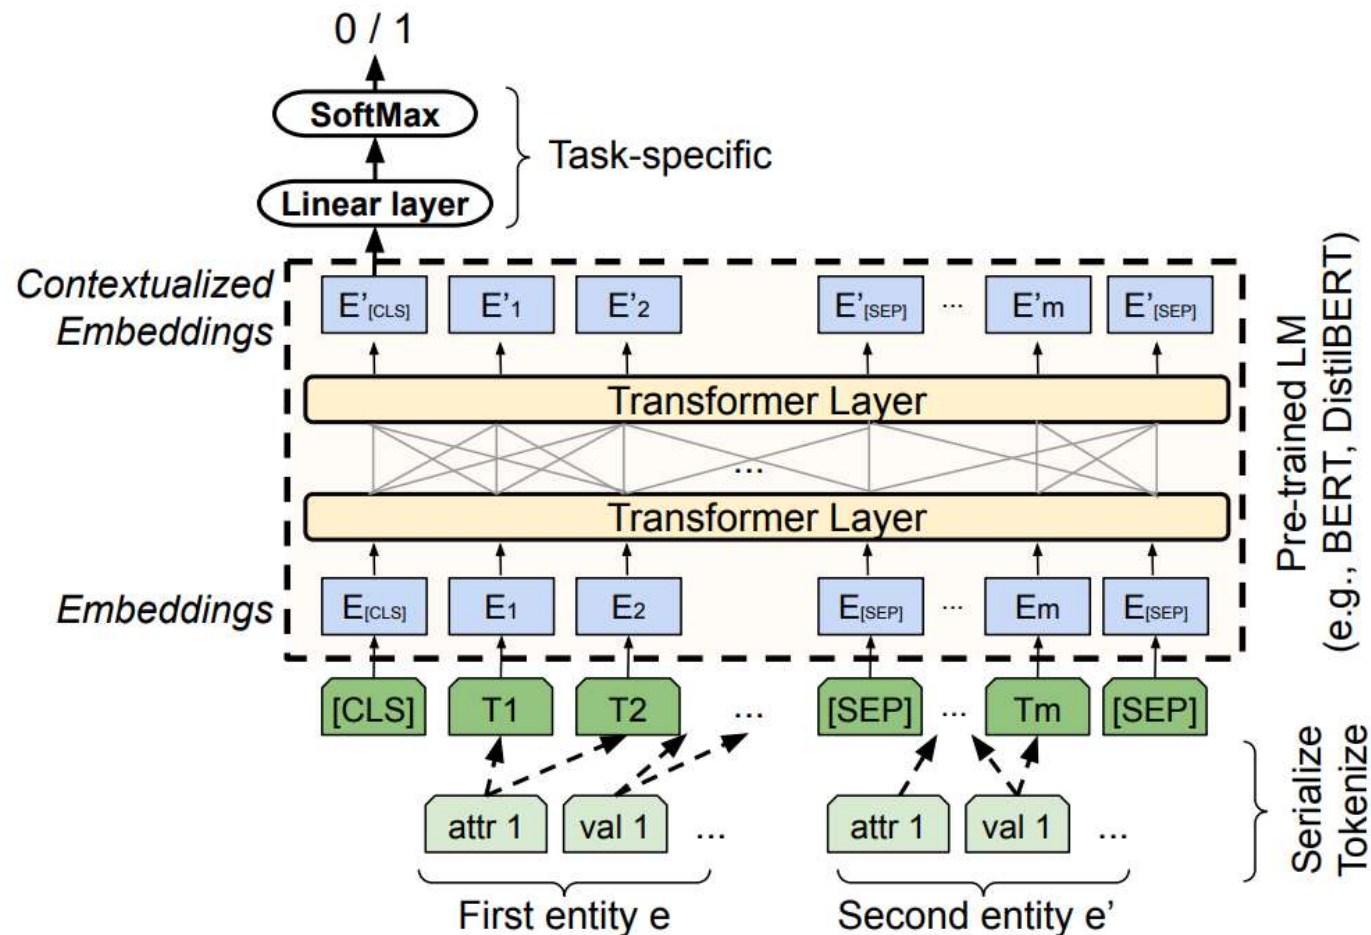 0 / 1
SoftMax
Task-specific
Linear layer
Contextualized
Embeddings
E'[CLS] E'1 E'2 E'[SEP] ... E'm E'[SEP]
Transformer Layer
...
Transformer Layer
Embeddings
E[CLS] E1 E2 E[SEP] ... Em E[SEP]
Pre-trained LM
(e.g., BERT, DistilBERT)
[CLS] T1 T2 ... [SEP] ... Tm [SEP]
attr 1 val 1 ... attr 1 val 1 ...
Serialize
Tokenize
First entity e Second entity e'